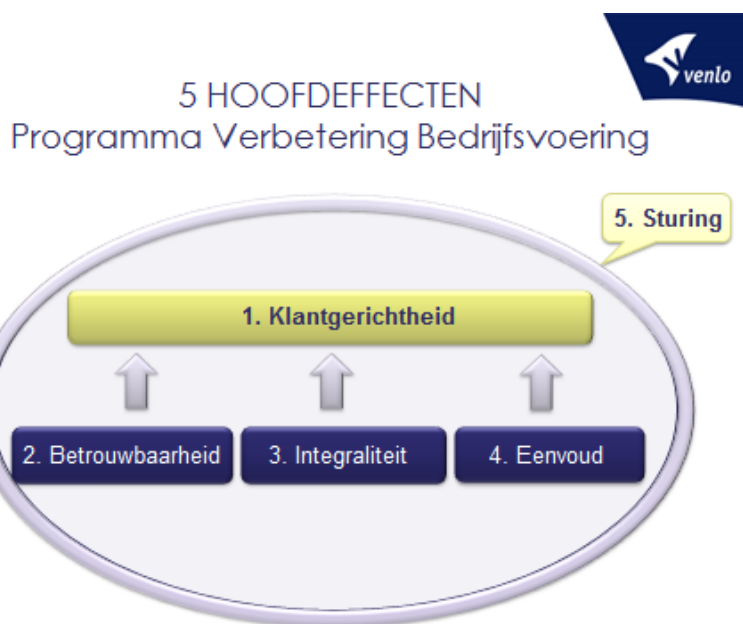 venlo
5 HOOFDEFFECTEN
Programma Verbetering Bedrijfsvoering
5. Sturing
1. Klantgerichtheid
2. Betrouwbaarheid
3. Integraliteit
4. Eenvoud